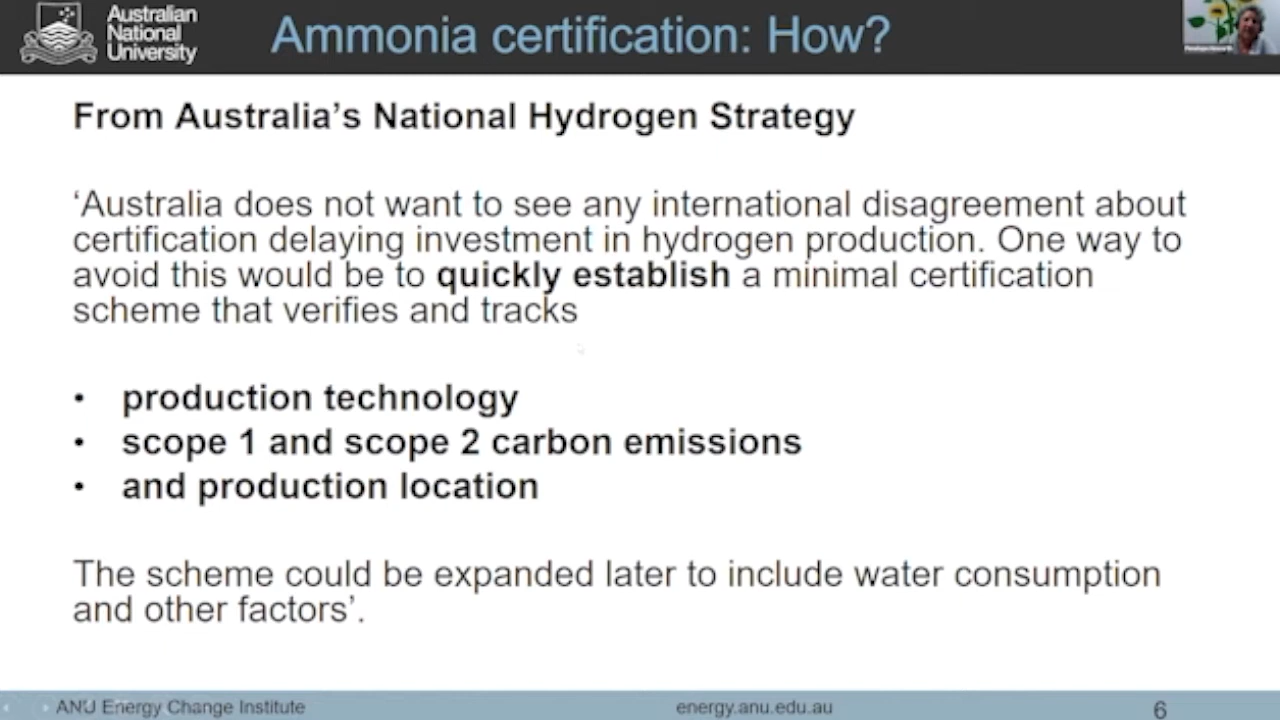 Australian
National
University
Ammonia certification: How?
From Australia's National Hydrogen Strategy
'Australia does not want to see any international disagreement about
certification delaying investment in hydrogen production. One way to
avoid this would be to quickly establish a minimal certification
scheme that verifies and tracks
• production technology
• scope 1 and scope 2 carbon emissions
• and production location
The scheme could be expanded later to include water consumption
and other factors'.
ANU Energy Change Institute
energy.anu.edu.au
6